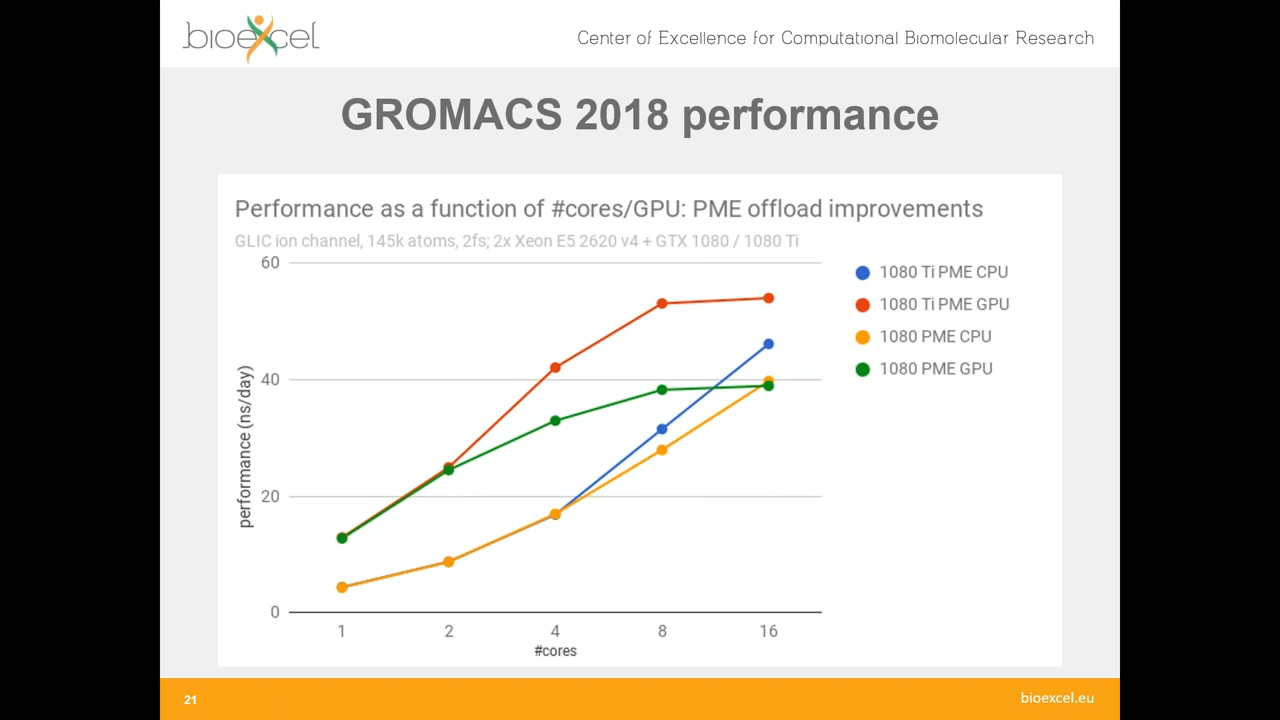 bioexcel
Center of Excellence for Computational Biomolecular Research
GROMACS 2018 performance
Performance as a function of #cores/GPU: PME offload improvements
GLIC ion channel, 145k atoms, 2fs; 2x Xeon E5 2620 v4 + GTX 1080 / 1080 Ti
60
40
20
0
performance (ns/day)
1 2 4 8 16
#cores
1080 Ti PME CPU
1080 Ti PME GPU
1080 PME CPU
1080 PME GPU
21
bioexcel.eu